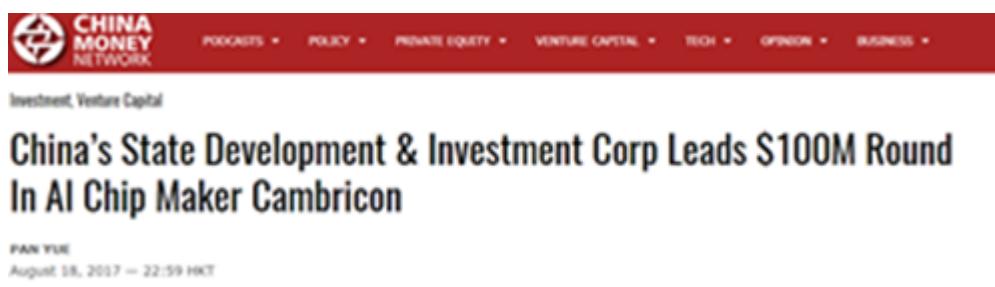 CHINA
MONEY
NETWORK
PODCASTS POLICY PRIVATE EQUITY VENTURE CAPITAL TECH OPINION BUSINESS
Investment, Venture Capital
China's State Development & Investment Corp Leads $100M Round
In AI Chip Maker Cambricon
PAN YUE
August 18, 2017 — 22:59 HKT